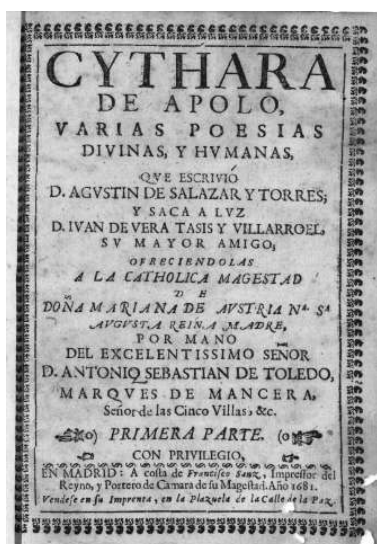 CYTHARA
DE APOLO,
VARIAS POESIAS
DIVINAS, Y HVMANAS,
QVE ESCRIVIÓ
D. AGVSTIN DE SALAZAR Y TORRES;
Y SACA A LVZ
D. IVAN DE VERA TASIS Y VILLARROEL,
SV MAYOR AMIGO;
OFRECIENDOLAS
A LA CATHOLICA MAGESTAD
DE
DOÑA MARIANA DE AVSTRIA Nª. Sª
AVGVSTA REINA MADRE,
POR MANO
DEL EXCELENTISSIMO SEÑOR
D. ANTONIO SEBASTIAN DE TOLEDO,
MARQVES DE MANCERA,
Señor de las Cinco Villas, &c.
PRIMERA PARTE.
CON PRIVILEGIO,
EN MADRID: A costa de Francisco Sanz, Impressor del
Reyno, y Portero de Camara de su Magestad. Año 1681.
Vendese en su Imprenta, en la Plazuela de la Calle de la Paz.